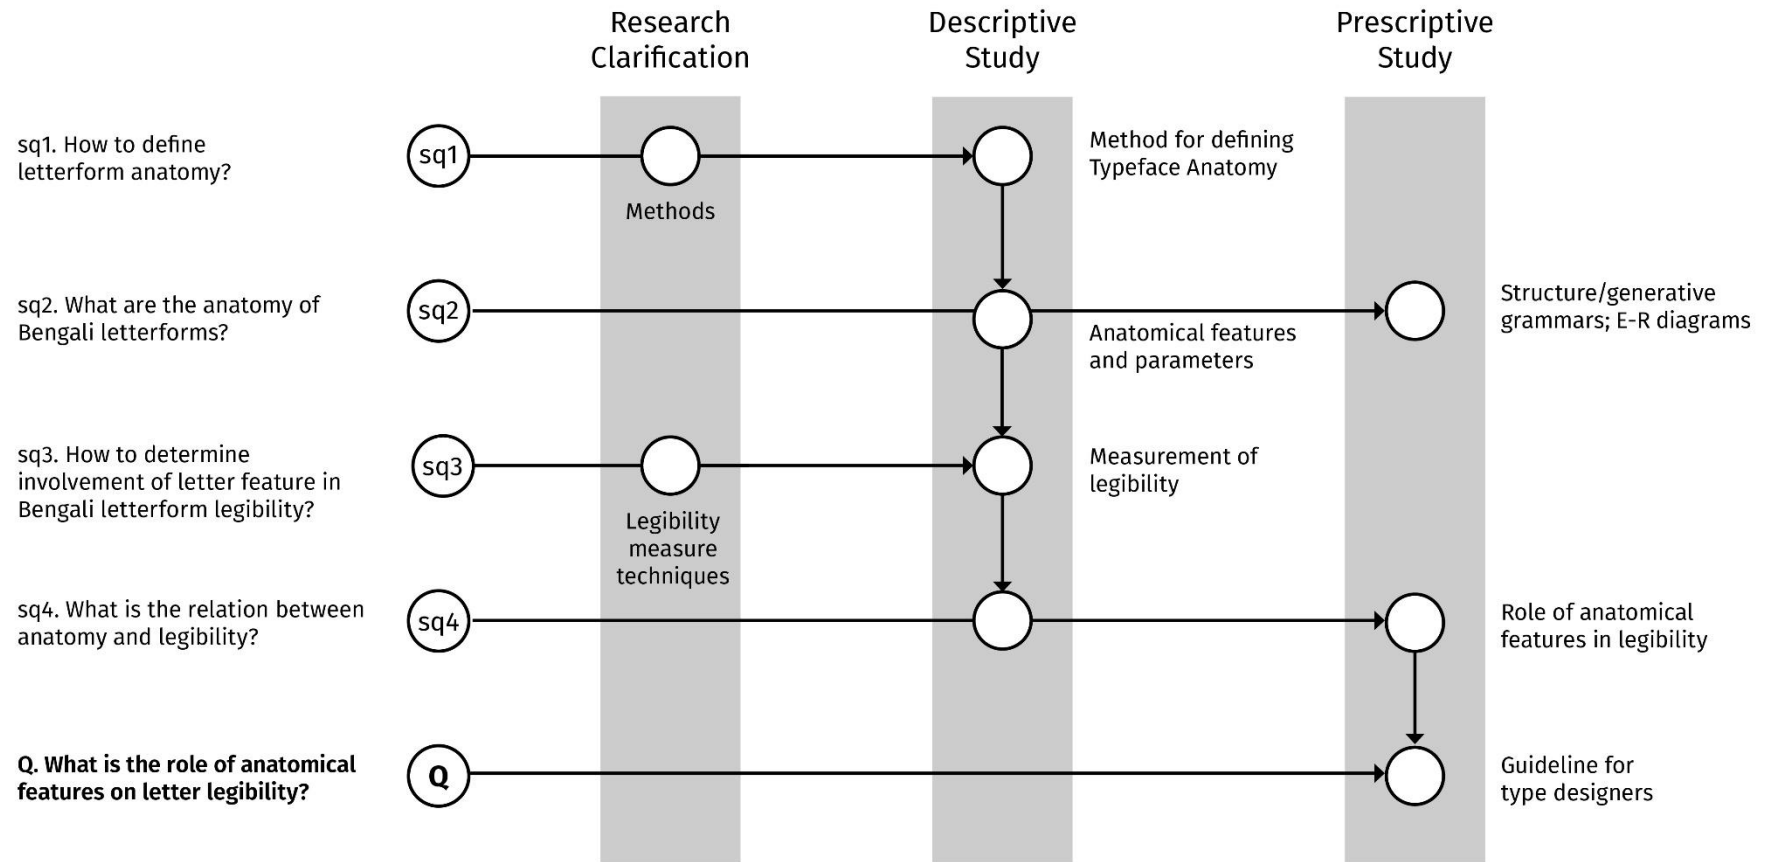 Research
Clarification
Descriptive
Study
Prescriptive
Study
sq1. How to define
letterform anatomy?
sq1
Methods
Method for defining
Typeface Anatomy
sq2. What are the anatomy of
Bengali letterforms?
sq2
Anatomical features
and parameters
Structure/generative
grammars; E-R diagrams
sq3. How to determine
involvement of letter feature in
Bengali letterform legibility?
sq3
Legibility
measure
techniques
Measurement of
legibility
sq4. What is the relation between
anatomy and legibility?
sq4
Role of anatomical
features in legibility
Q. What is the role of anatomical
features on letter legibility?
Q
Guideline for
type designers